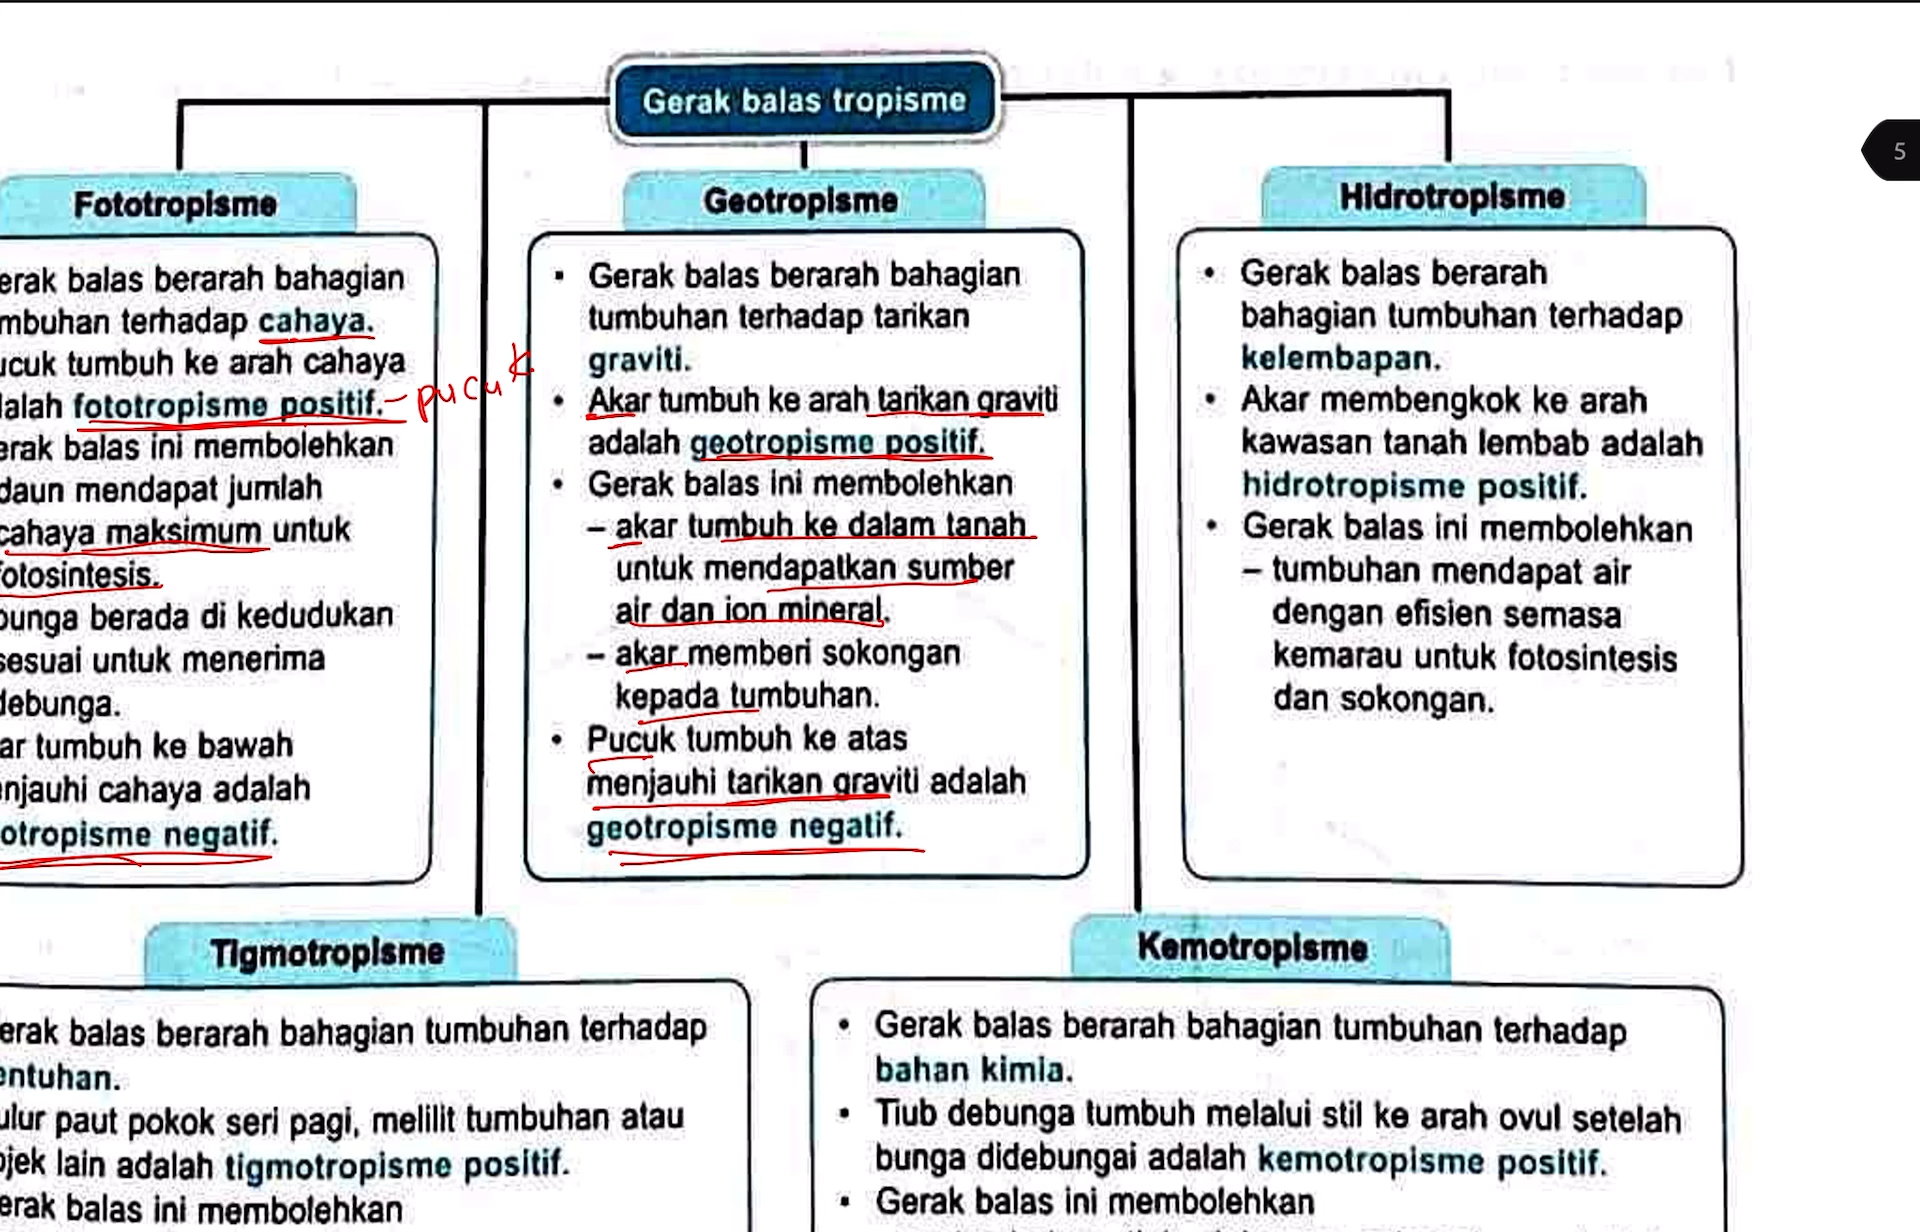 Gerak balas tropisme
5
Fototropisme
erak balas berarah bahagian
mbuhan terhadap cahaya.
ucuk tumbuh ke arah cahaya
lalah fototropisme positif. - pucuk
erak balas ini membolehkan
daun mendapat jumlah
cahaya maksimum untuk
fotosintesis.
bunga berada di kedudukan
sesuai untuk menerima
debunga.
ar tumbuh ke bawah
enjauhi cahaya adalah
otropisme negatif.
Geotropisme
• Gerak balas berarah bahagian
tumbuhan terhadap tarikan
graviti.
• Akar tumbuh ke arah tarikan graviti
adalah geotropisme positif.
• Gerak balas ini membolehkan
– akar tumbuh ke dalam tanah
untuk mendapatkan sumber
air dan ion mineral.
– akar memberi sokongan
kepada tumbuhan.
• Pucuk tumbuh ke atas
menjauhi tarikan graviti adalah
geotropisme negatif.
Hidrotropisme
• Gerak balas berarah
bahagian tumbuhan terhadap
kelembapan.
• Akar membengkok ke arah
kawasan tanah lembab adalah
hidrotropisme positif.
• Gerak balas ini membolehkan
– tumbuhan mendapat air
dengan efisien semasa
kemarau untuk fotosintesis
dan sokongan.
Tigmotropisme
erak balas berarah bahagian tumbuhan terhadap
entuhan.
ulur paut pokok seri pagi, melilit tumbuhan atau
ojek lain adalah tigmotropisme positif.
erak balas ini membolehkan
Kemotropisme
• Gerak balas berarah bahagian tumbuhan terhadap
bahan kimia.
• Tiub debunga tumbuh melalui stil ke arah ovul setelah
bunga didebungai adalah kemotropisme positif.
• Gerak balas ini membolehkan